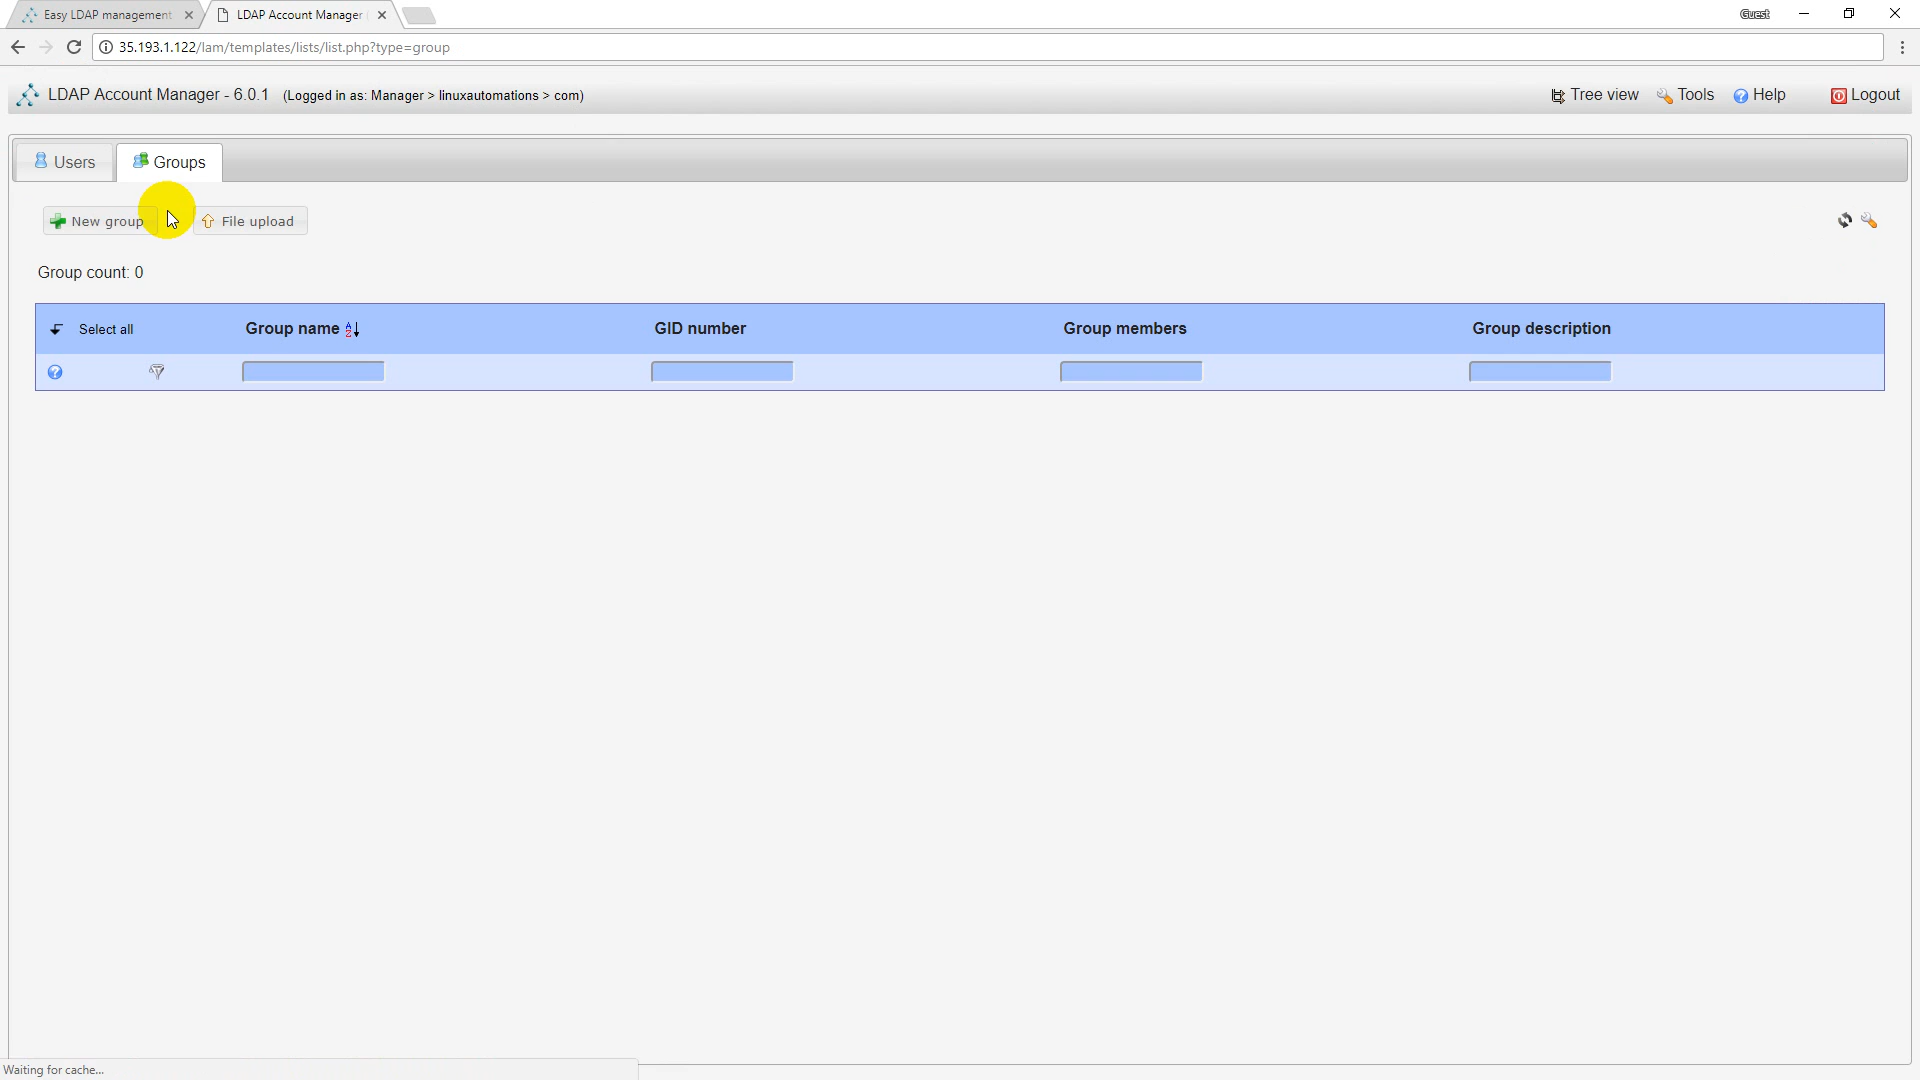 Easy LDAP management
LDAP Account Manager
Guest
35.193.1.122/lam/templates/lists/list.php?type=group
LDAP Account Manager - 6.0.1 (Logged in as: Manager > linuxautomations > com)
Tree view
Tools
Help
Logout
Users
Groups
New group
File upload
Group count: 0
Select all
Group name
GID number
Group members
Group description
Waiting for cache...